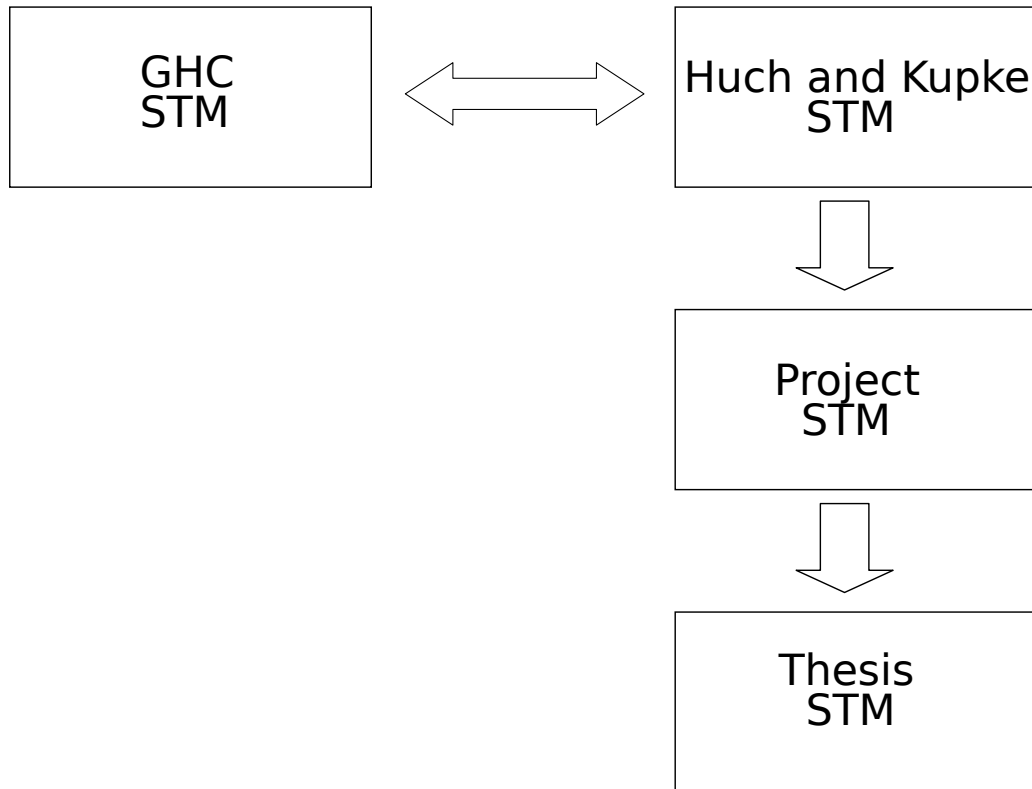 GHC
STM
Huch and Kupke
STM
Project
STM
Thesis
STM